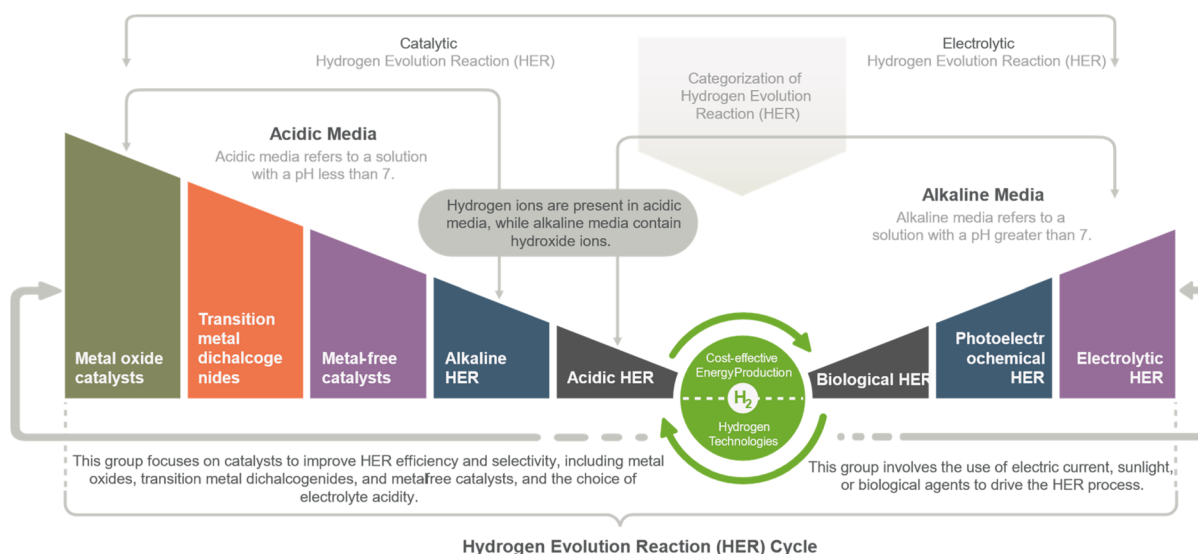 Catalytic
Hydrogen Evolution Reaction (HER)
Electrolytic
Hydrogen Evolution Reaction (HER)
Categorization of
Hydrogen Evolution
Reaction (HER)
Acidic Media
Acidic media refers to a solution
with a pH less than 7.
Hydrogen ions are present in acidic
media, while alkaline media contain
hydroxide ions.
Alkaline Media
Alkaline media refers to a
solution with a pH greater than 7.
Metal oxide
catalysts
Transition
metal
dichalcoge
nides
Metal-free
catalysts
Alkaline
HER
Acidic HER
Cost-effective
EnergyProduction
H2
Hydrogen
Technologies
Biological HER
Photoelectr
ochemical
HER
Electrolytic
HER
This group focuses on catalysts to improve HER efficiency and selectivity, including metal
oxides, transition metal dichalcogenides, and metalfree catalysts, and the choice of
electrolyte acidity.
This group involves the use of electric current, sunlight,
or biological agents to drive the HER process.
Hydrogen Evolution Reaction (HER) Cycle